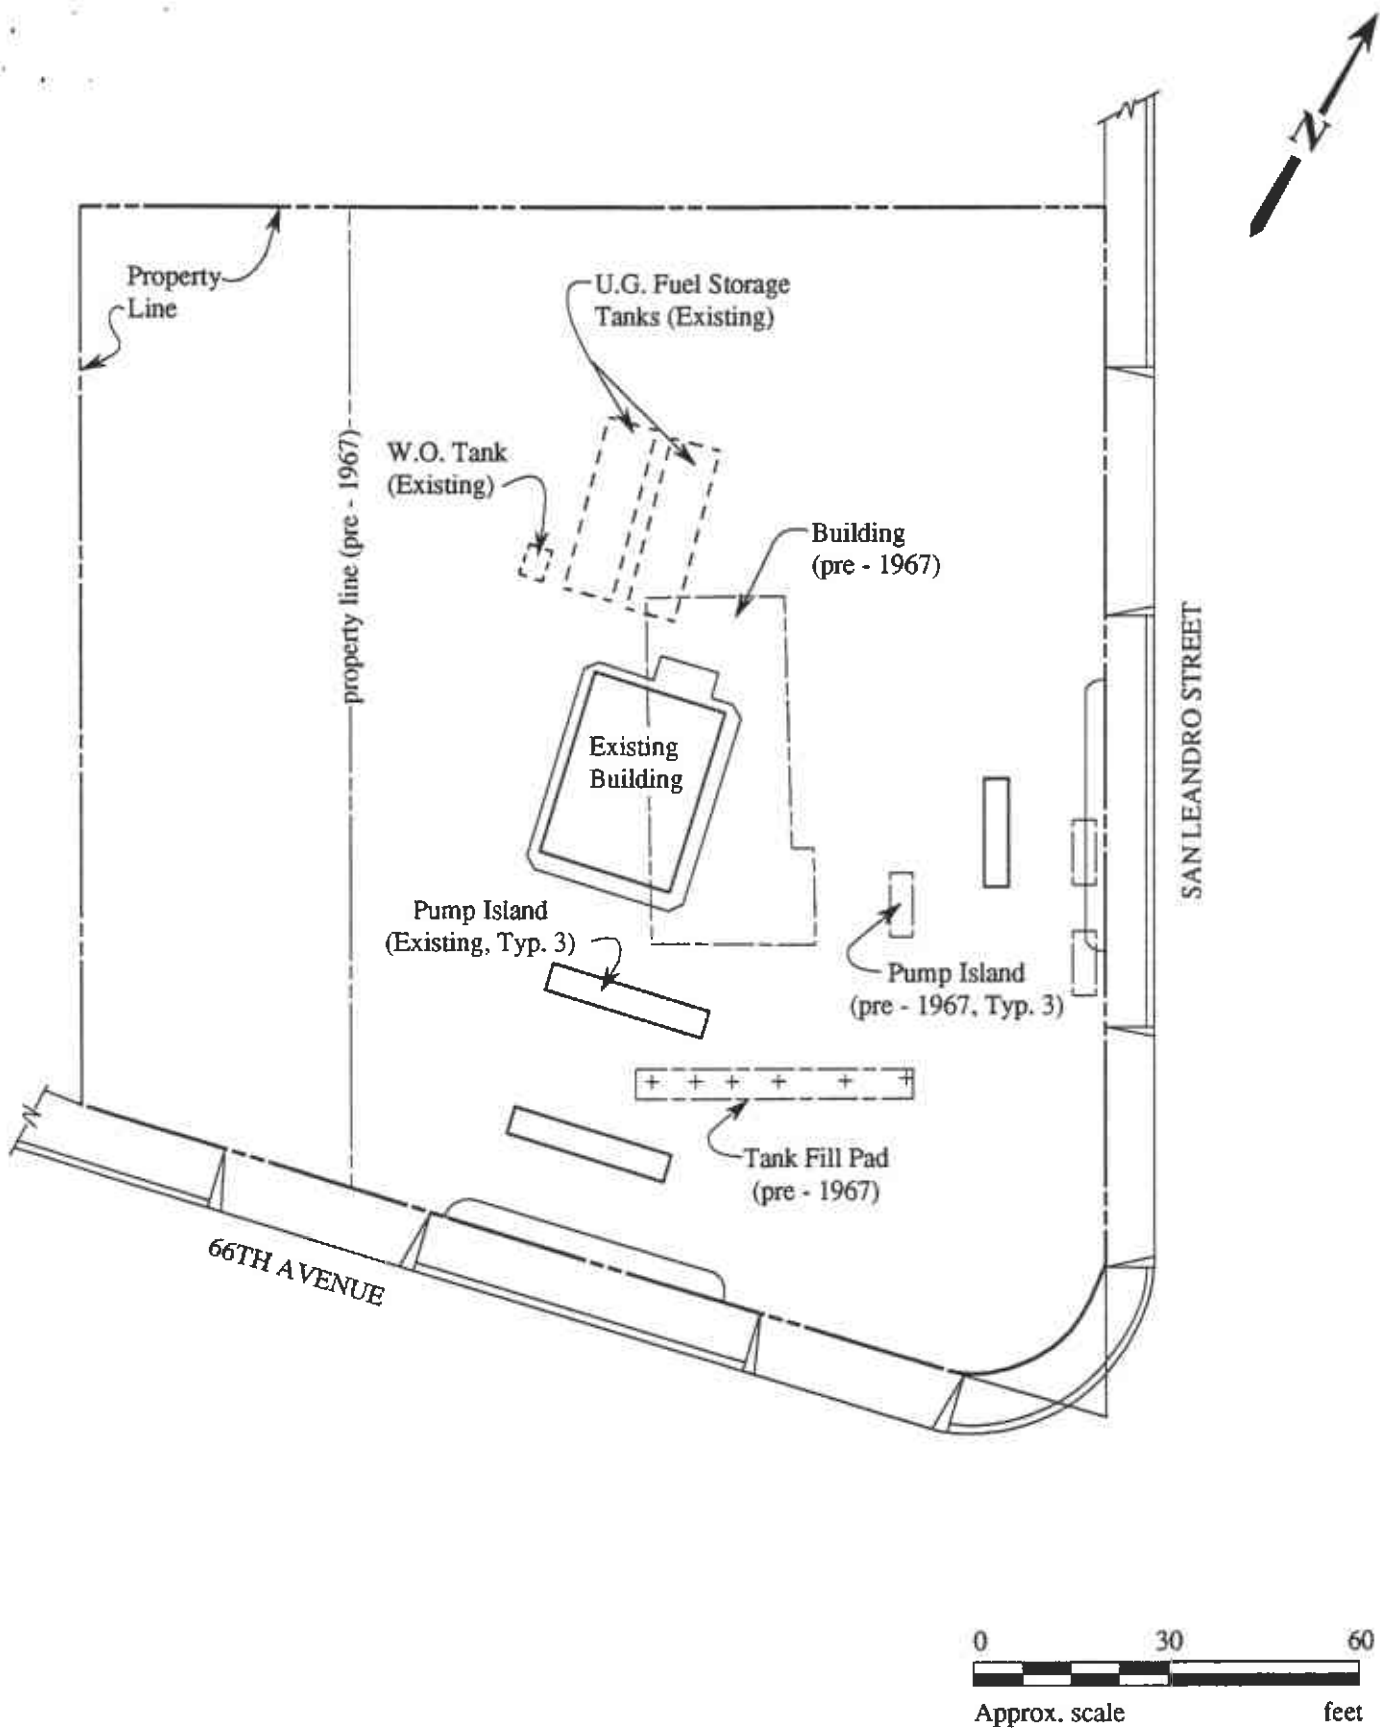 N
Property
Line
U.G. Fuel Storage
Tanks (Existing)
W.O. Tank
(Existing)
property line (pre - 1967)
Building
(pre - 1967)
Existing
Building
SAN LEANDRO STREET
Pump Island
(Existing, Typ. 3)
Pump Island
(pre - 1967, Typ. 3)
Tank Fill Pad
(pre - 1967)
66TH AVENUE
0 30 60
Approx. scale feet